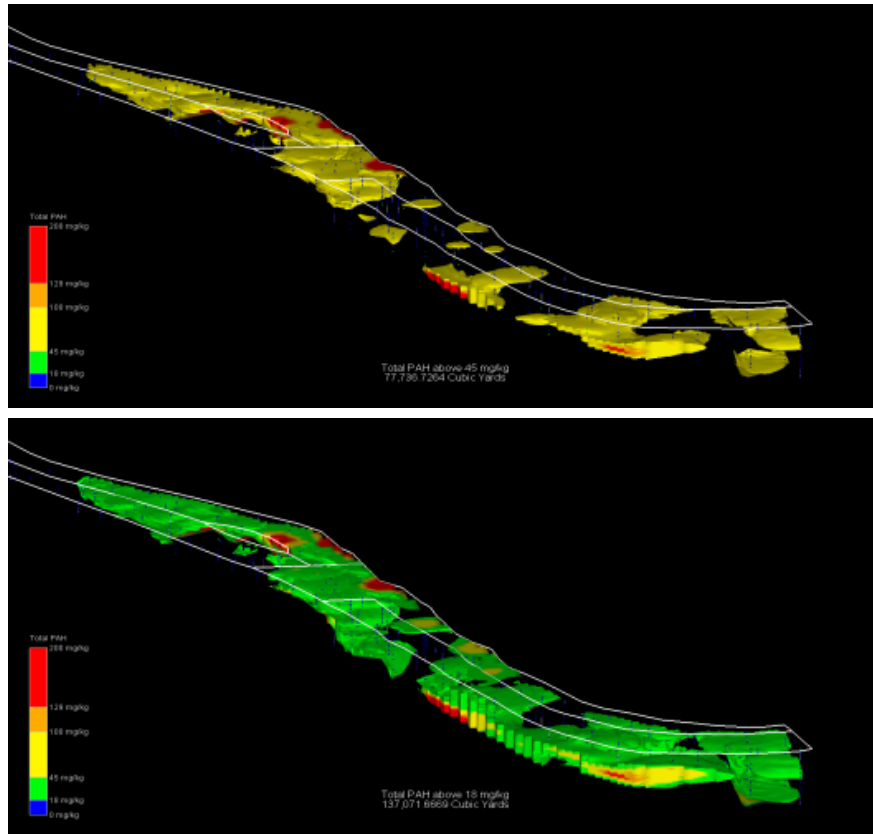 Total PAH
200 mg/kg
120 mg/kg
100 mg/kg
45 mg/kg
18 mg/kg
0 mg/kg
Total PAH above 45 mg/kg
77,736.7264 Cubic Yards
Total PAH
200 mg/kg
120 mg/kg
100 mg/kg
45 mg/kg
18 mg/kg
0 mg/kg
Total PAH above 18 mg/kg
137,071.6669 Cubic Yards